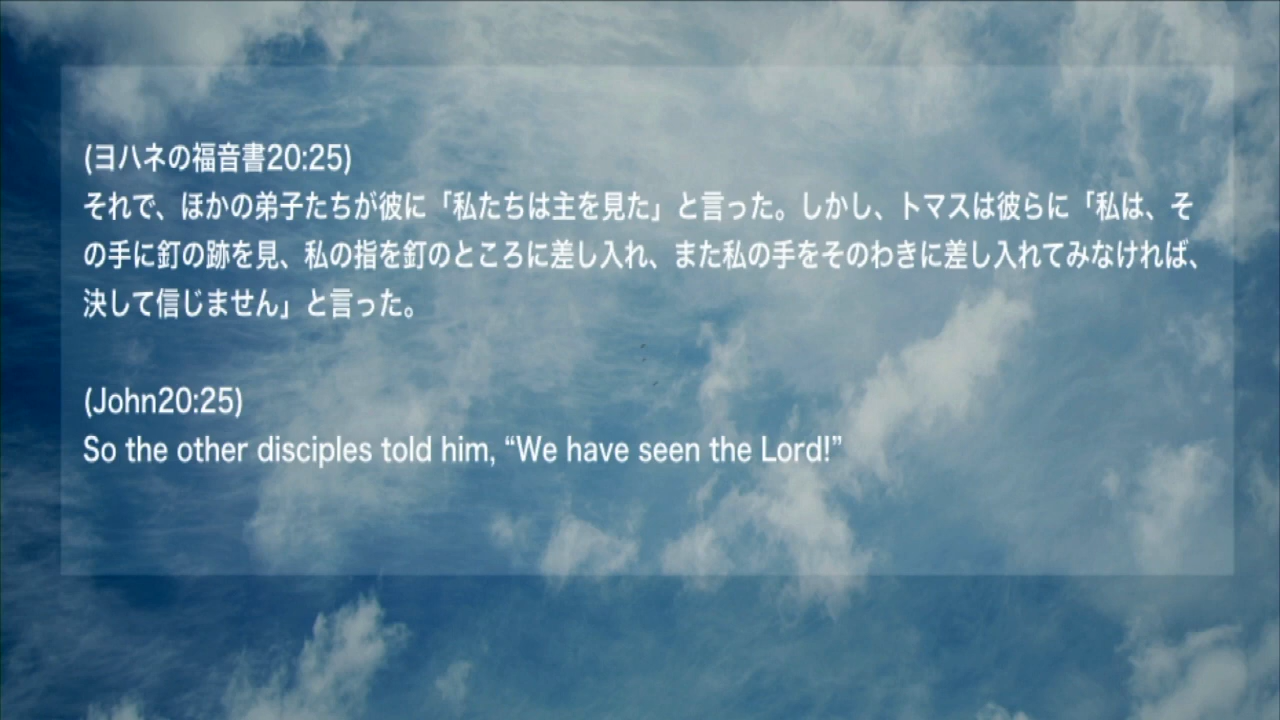 (ヨハネの福音書20:25)
それで、ほかの弟子たちが彼に「私たちは主を見た」と言った。しかし、トマスは彼らに「私は、そ
の手に釘の跡を見、私の指を釘のところに差し入れ、また私の手をそのわきに差し入れてみなければ、
決して信じません」と言った。
(John20:25)
So the other disciples told him, “We have seen the Lord!”